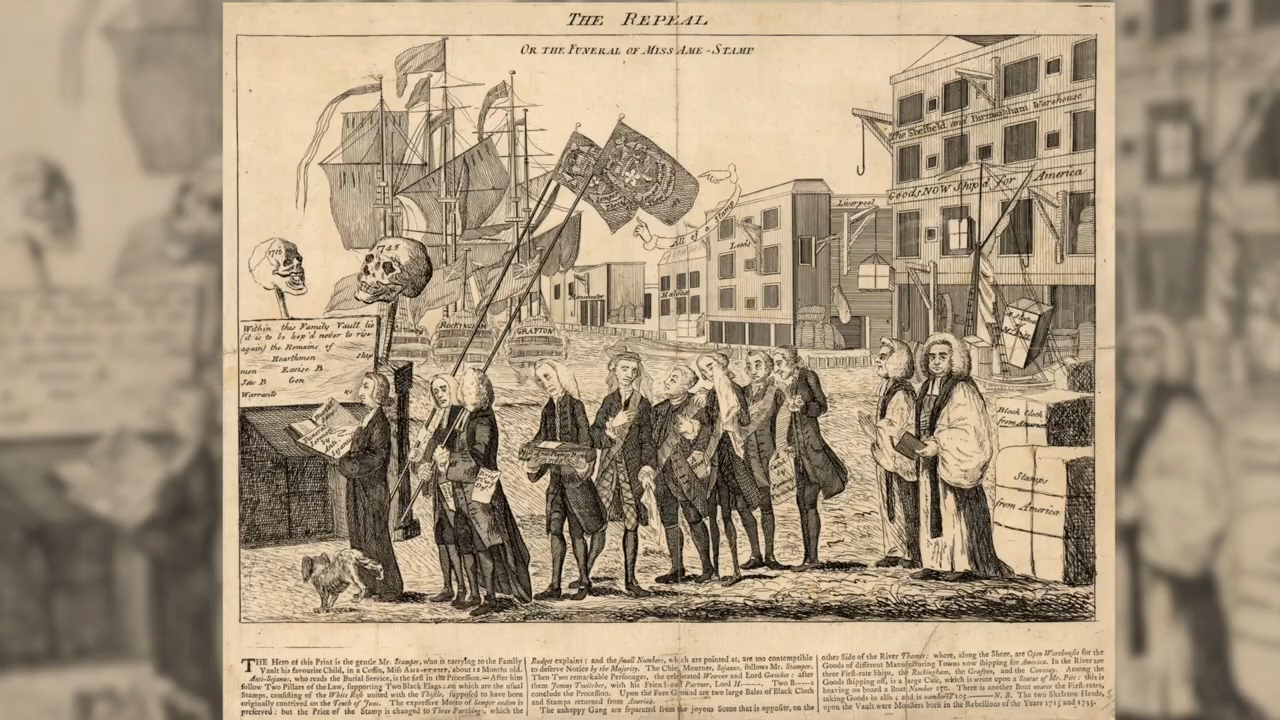 THE REPEAL
OR THE FUNERAL OF MISS AME-STAMP
The Sheffield and Birmingham Warehouse
Goods NOW Ship'd for America
Liverpool
Leeds
All of a Stamp
Halifax
Manchester
1745
Within this Family Vault lie
(it is to be hop'd never to rise
again) the Remains of
Hearthmon Ship
mon Excise B
Jew B Gen
Warrants
CONWAY
ROCKINGHAM
GRAFTON
Black Cloth
from America
Stamps
from America
THE Hero of this Print is the gentle Mr. Stamper, who is carrying to the Family
Vault his favourite Child, in a Coffin, Miss AME-STAMP, about 12 Months old.
Anti-Sejanus, who reads the Burial Service, is the first in the Procession.—After him
follow Two Pillars of the Law, supporting Two Black Flags; on which are the usual
Stamps, consisting of the White Rose united with the Thistle, supposed to have been
originally contrived on the Tenth of June. The expressive Motto of Semper eadem is
preserved; but the Price of the Stamp is changed to Three Farthings; which the
Budget explains: and the small Numbers, which are pointed at, are too contemptible
to deserve Notice by the Majority. The Chief Mourner, Sejanus, follows Mr. Stamper.
Then Two remarkable Personages, the celebrated Weaver and Lord Gawkee: after
them Jemmy Twitcher, with his Friend and Partner, Lord H——. Two B——s
conclude the Procession. Upon the Fore Ground are two large Bales of Black Cloth
and Stamps returned from America.
The unhappy Gang are separated from the joyous Scene that is opposite, on the
other Side of the River Thames; where, along the Shore, are Open Warehouses for the
Goods of different Manufacturing Towns now shipping for America. In the River are
three First-rate Ships, the Rockingham, the Grafton, and the Conway. Among the
Goods shipping off, is a large Case, which is wrote upon a Statue of Mr. Pitt: this is
heaving on board a Boat Number 250. There is another Boat nearer the First-rates,
taking Goods in also; and is numbered 105.——N. B. The Eleven Heads,
upon the Vault were Monsters born in the Rebellions of the Years 1715 and 1745.